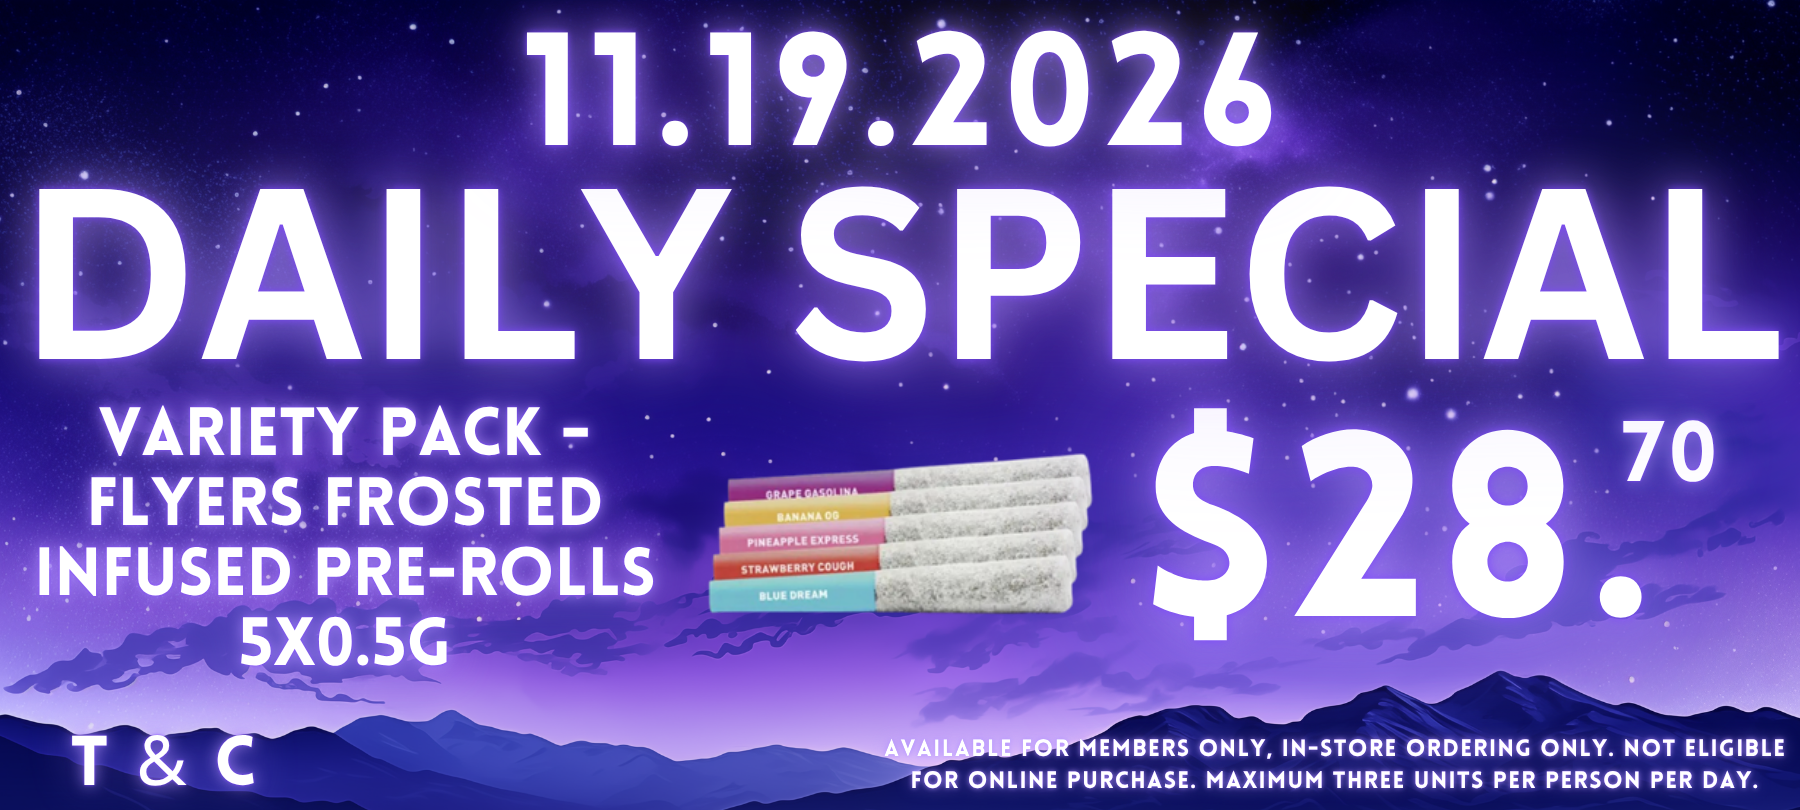 11.19.2026
DAILY SPECIAL
VARIETY PACK -
FLYERS FROSTED
INFUSED PRE-ROLLS
5X0.5G
GRAPE GASOLINA
BANANA OG
PINEAPPLE EXPRESS
STRAWBERRY COUGH
BLUE DREAM
$28.70
T & C
AVAILABLE FOR MEMBERS ONLY, IN-STORE ORDERING ONLY. NOT ELIGIBLE
FOR ONLINE PURCHASE. MAXIMUM THREE UNITS PER PERSON PER DAY.